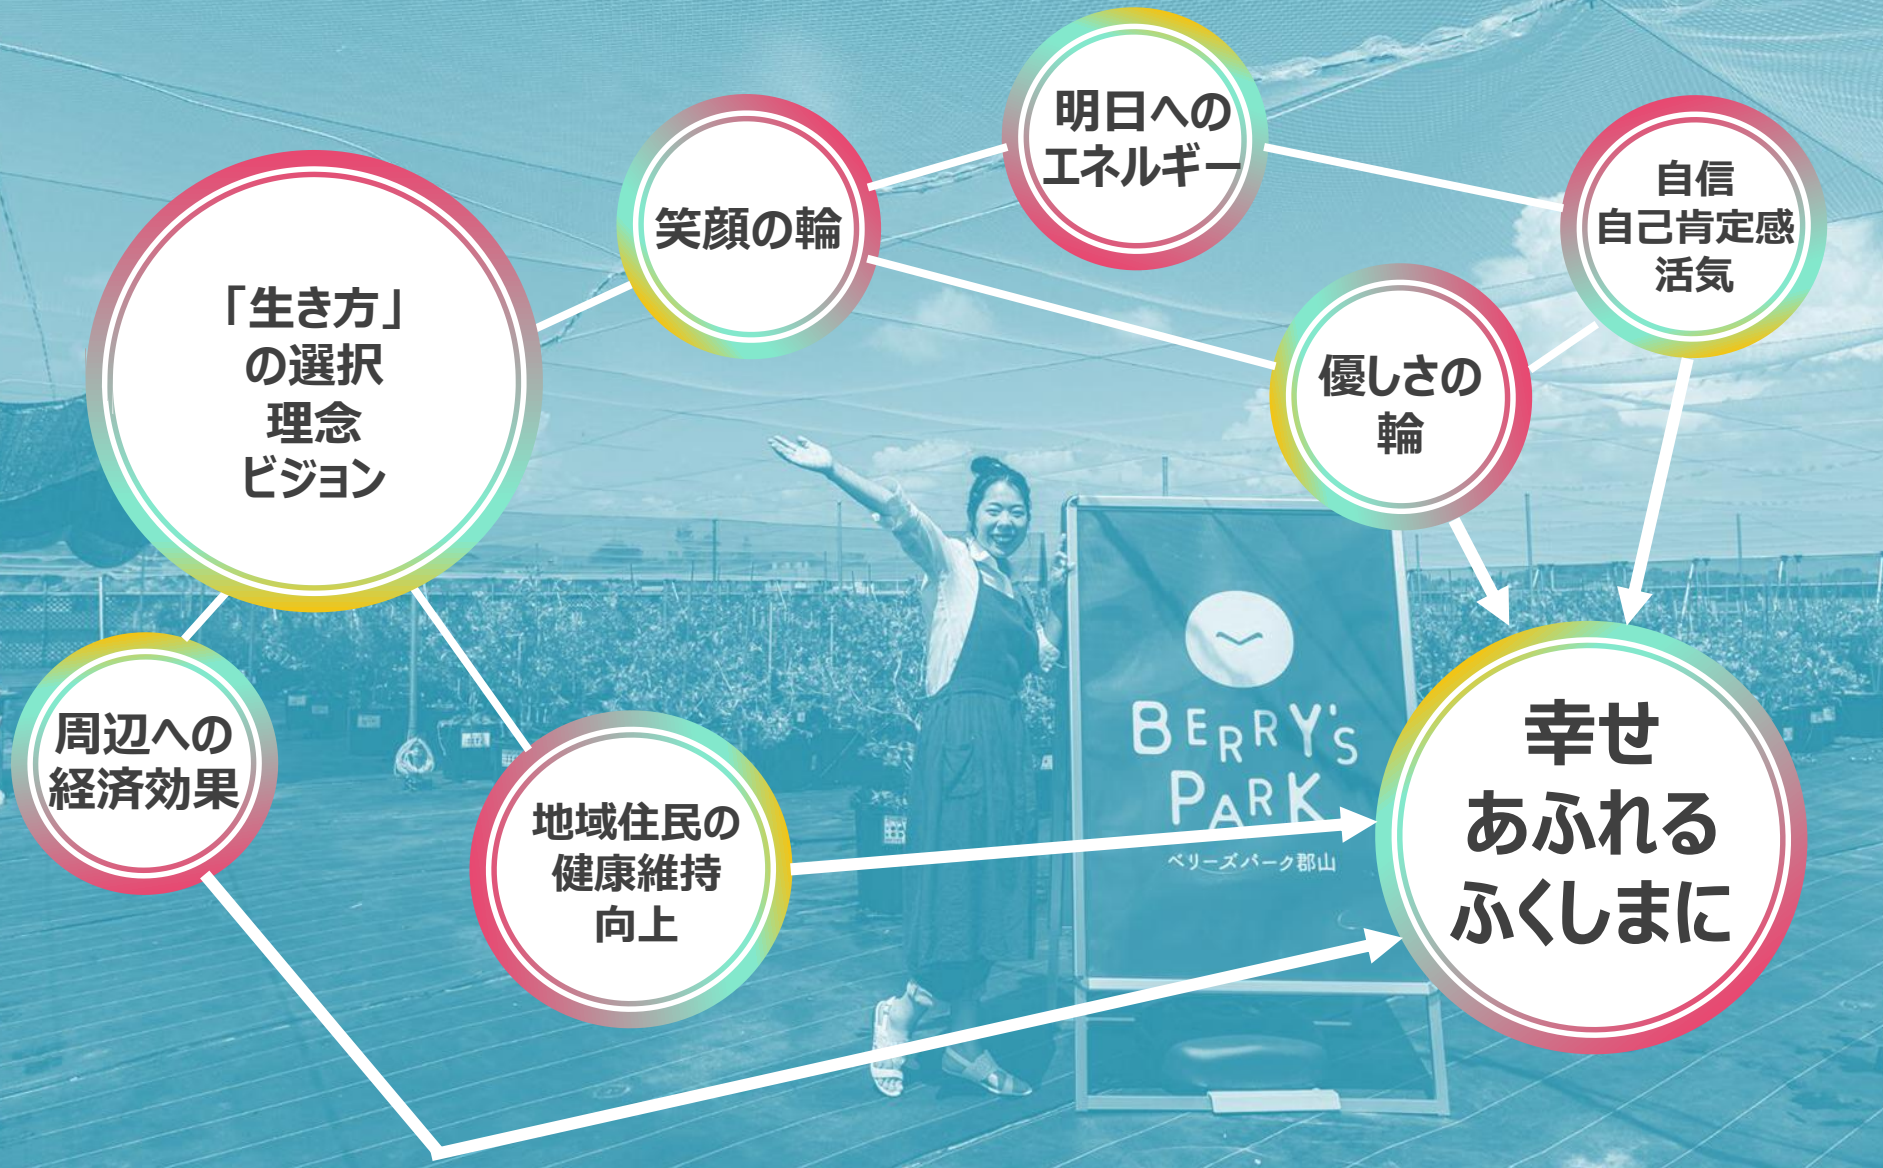 「生き方」
の選択
理念
ビジョン
笑顔の輪
明日への
エネルギー
自信
自己肯定感
活気
優しさの
輪
周辺への
経済効果
地域住民の
健康維持
向上
BERRY'S
PARK
ベリーズパーク郡山
幸せ
あふれる
ふくしまに